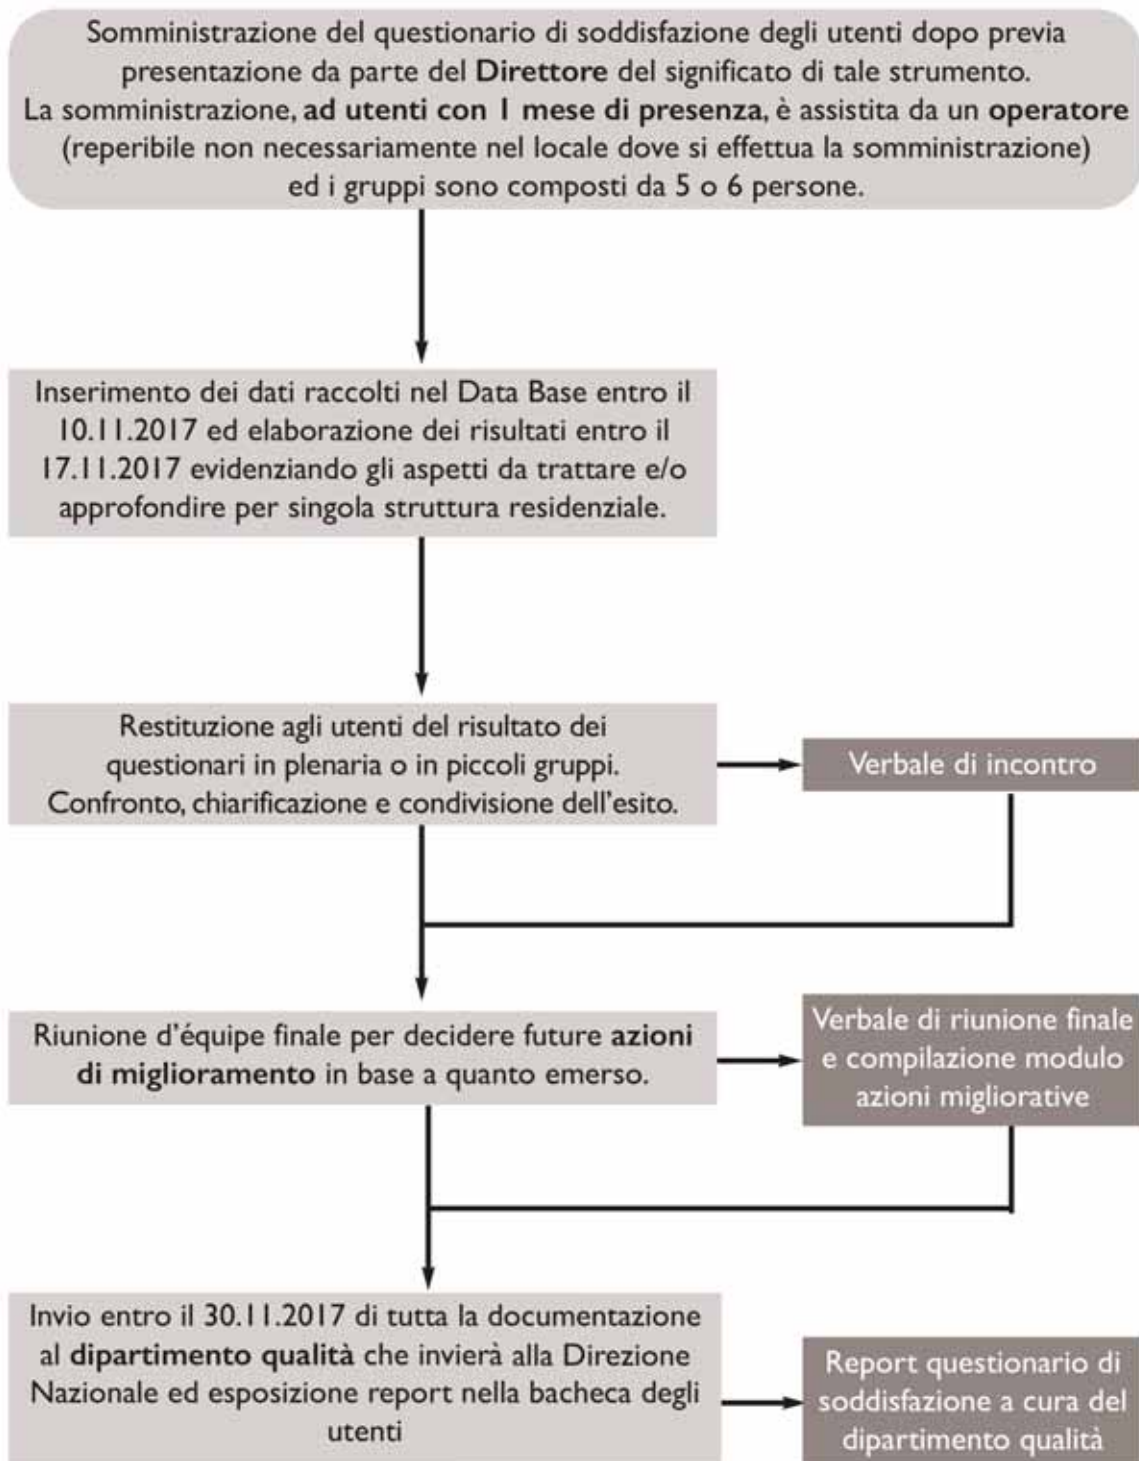 Somministrazione del questionario di soddisfazione degli utenti dopo previa
presentazione da parte del Direttore del significato di tale strumento.
La somministrazione, ad utenti con 1 mese di presenza, è assistita da un operatore
(reperibile non necessariamente nel locale dove si effettua la somministrazione)
ed i gruppi sono composti da 5 o 6 persone.
Inserimento dei dati raccolti nel Data Base entro il
10.11.2017 ed elaborazione dei risultati entro il
17.11.2017 evidenziando gli aspetti da trattare e/o
approfondire per singola struttura residenziale.
Restituzione agli utenti del risultato dei
questionari in plenaria o in piccoli gruppi.
Confronto, chiarificazione e condivisione dell'esito.
Verbale di incontro
Riunione d'équipe finale per decidere future azioni
di miglioramento in base a quanto emerso.
Verbale di riunione finale
e compilazione modulo
azioni migliorative
Invio entro il 30.11.2017 di tutta la documentazione
al dipartimento qualità che invierà alla Direzione
Nazionale ed esposizione report nella bacheca degli
utenti
Report questionario di
soddisfazione a cura del
dipartimento qualità